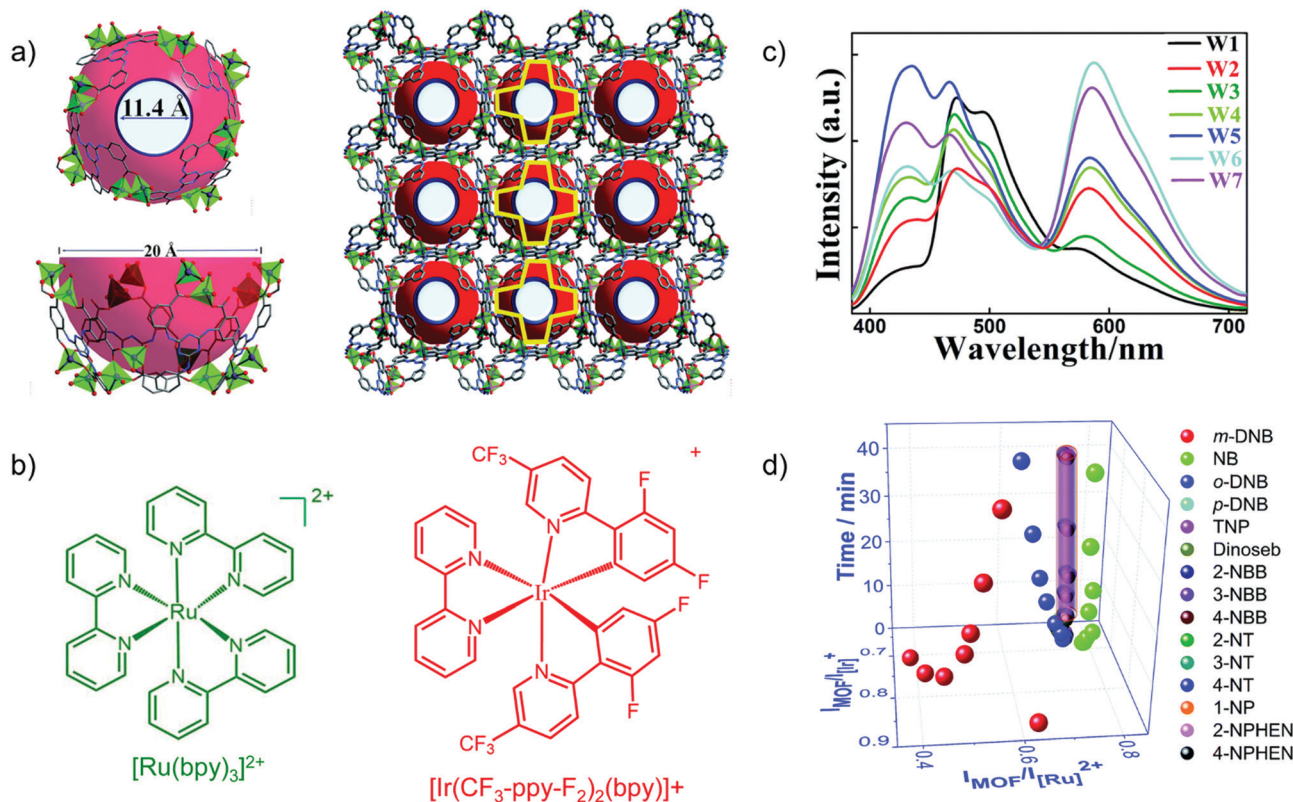 a)
11.4 Å
20 Å
c)
W1
W2
W3
W4
W5
W6
W7
Intensity (a.u.)
400
500
600
700
Wavelength/nm
b)
2+
N
N
N
Ru
N
N
N
[Ru(bpy)3]2+
+
CF3
F
N
N
Ir
F
F
N
N
F
CF3
[Ir(CF3-ppy-F2)2(bpy)]+
d)
Time / min
40
30
20
10
0
0.7
0.8
0.9
IMOF/I[Ir]+
0.4
0.6
0.8
IMOF/I[Ru]2+
m-DNB
NB
o-DNB
p-DNB
TNP
Dinoseb
2-NBB
3-NBB
4-NBB
2-NT
3-NT
4-NT
1-NP
2-NPHEN
4-NPHEN